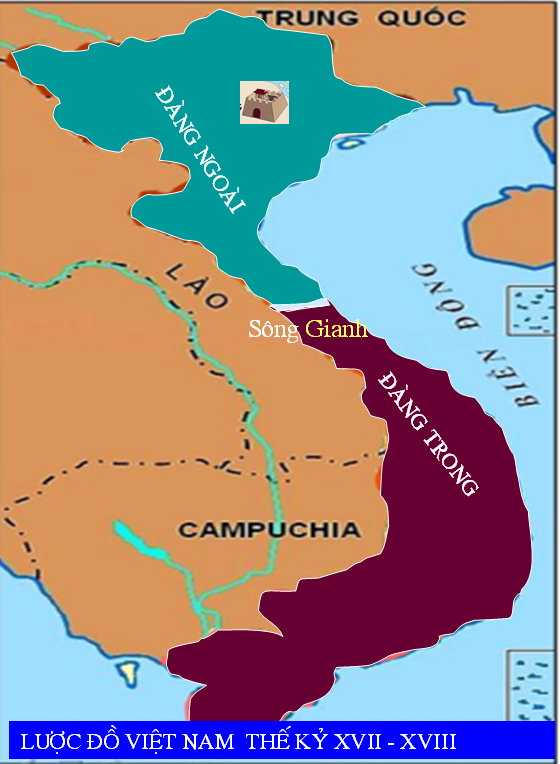 TRUNG QUỐC
ĐÀNG NGOÀI
LÀO
BIỂN ĐÔNG
Sông Gianh
ĐÀNG TRONG
CAMPUCHIA
LƯỢC ĐỒ VIỆT NAM THẾ KỶ XVII - XVIII